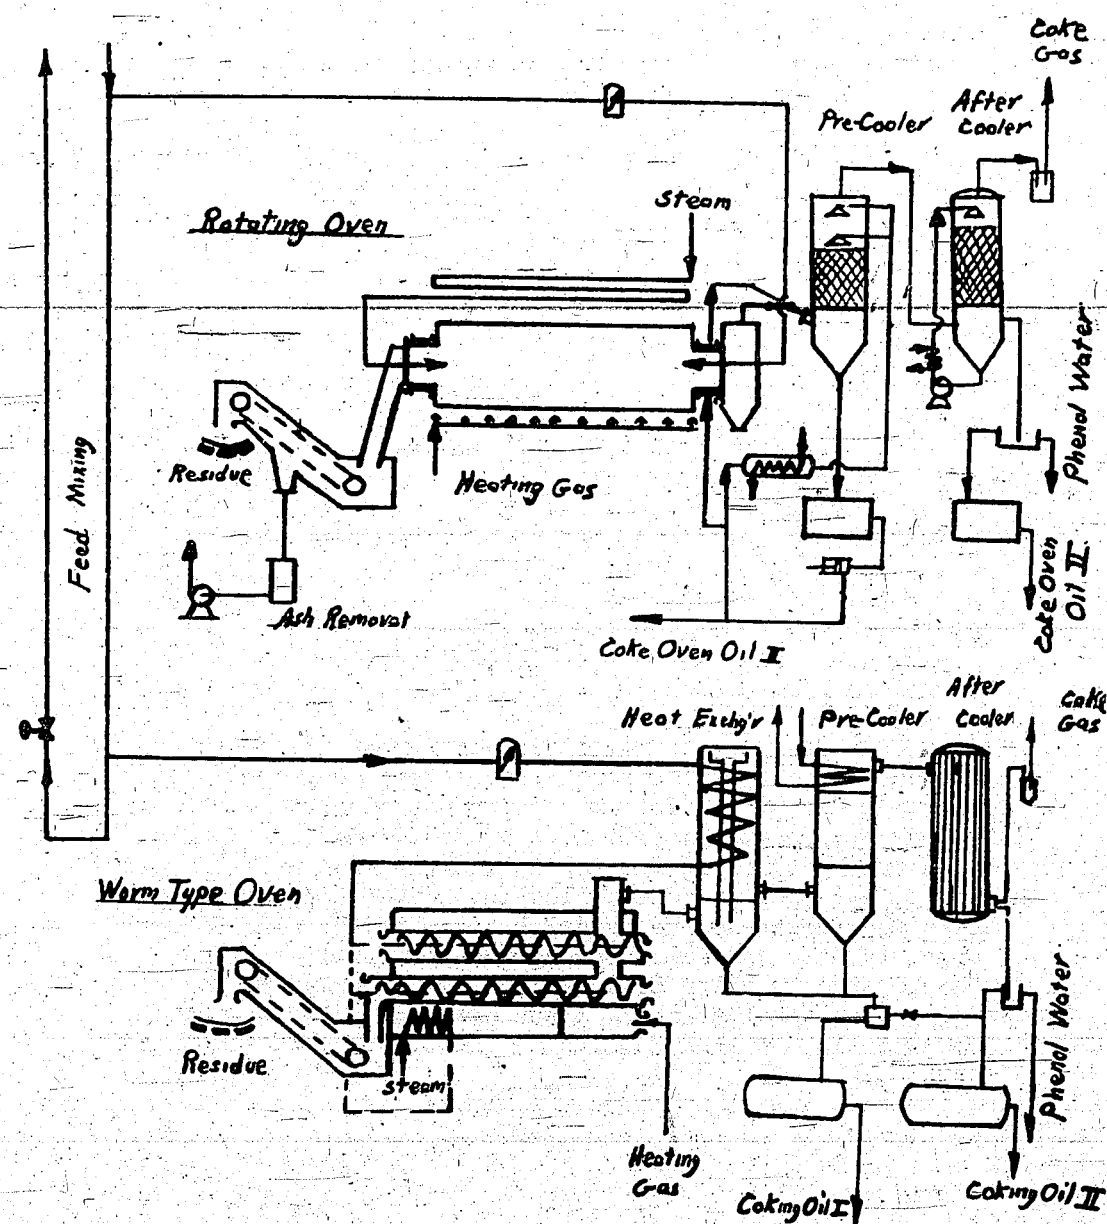 Coke
Gas
After
Cooler
Pre-Cooler
Steam
Rotating Oven
Phenol Water
Feed Mixing
Residue
Heating Gas
Ash Removal
Coke Oven
Oil II
Coke Oven Oil II
Heat Exchg'r
Pre-Cooler
After
Cooler
Coke
Gas
Worm Type Oven
Phenol Water
Residue
Steam
Heating
Gas
Coking Oil I
Coking Oil II